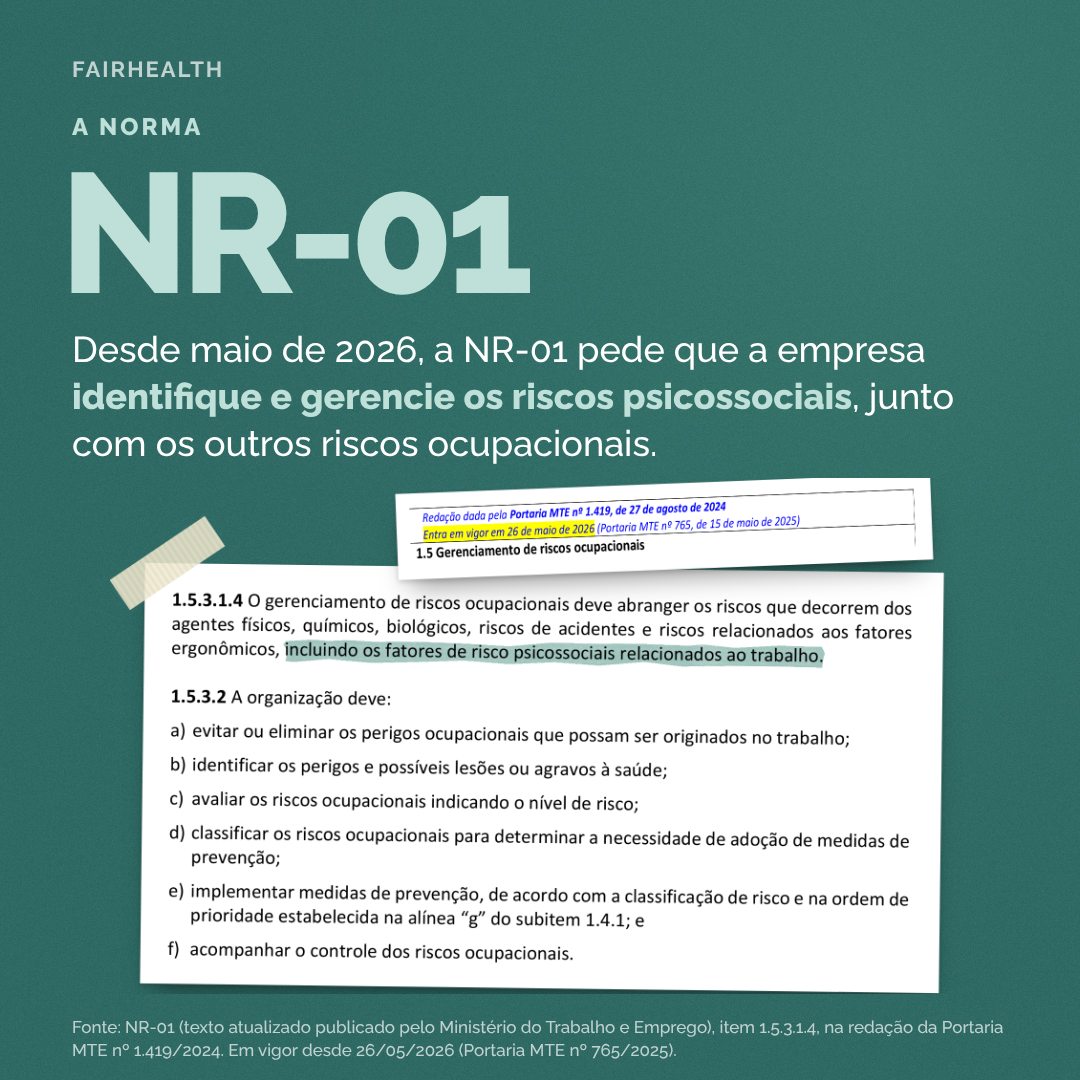 FAIRHEALTH
A NORMA
NR-01
Desde maio de 2026, a NR-01 pede que a empresa
identifique e gerencie os riscos psicossociais, junto
com os outros riscos ocupacionais.
Redação dada pela Portaria MTE nº 1.419, de 27 de agosto de 2024
Entra em vigor em 26 de maio de 2026 (Portaria MTE nº 765, de 15 de maio de 2025)
1.5 Gerenciamento de riscos ocupacionais
1.5.3.1.4 O gerenciamento de riscos ocupacionais deve abranger os riscos que decorrem dos
agentes físicos, químicos, biológicos, riscos de acidentes e riscos relacionados aos fatores
ergonômicos, incluindo os fatores de risco psicossociais relacionados ao trabalho.
1.5.3.2 A organização deve:
a) evitar ou eliminar os perigos ocupacionais que possam ser originados no trabalho;
b) identificar os perigos e possíveis lesões ou agravos à saúde;
c) avaliar os riscos ocupacionais indicando o nível de risco;
d) classificar os riscos ocupacionais para determinar a necessidade de adoção de medidas de
prevenção;
e) implementar medidas de prevenção, de acordo com a classificação de risco e na ordem de
prioridade estabelecida na alínea “g” do subitem 1.4.1; e
f) acompanhar o controle dos riscos ocupacionais.
Fonte: NR-01 (texto atualizado publicado pelo Ministério do Trabalho e Emprego), item 1.5.3.1.4, na redação da Portaria
MTE nº 1.419/2024. Em vigor desde 26/05/2026 (Portaria MTE nº 765/2025).